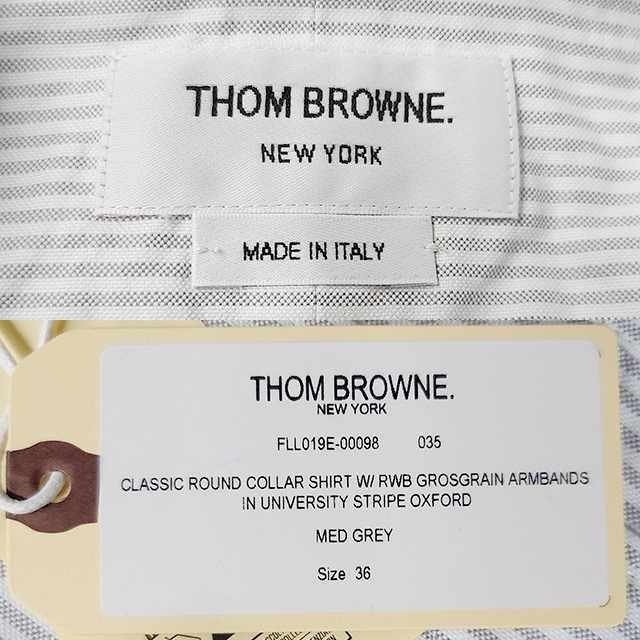 THOM BROWNE.
NEW YORK
MADE IN ITALY
THOM BROWNE.
NEW YORK
FLL019E-00098 035
CLASSIC ROUND COLLAR SHIRT W/ RWB GROSGRAIN ARMBANDS
IN UNIVERSITY STRIPE OXFORD
MED GREY
Size 36